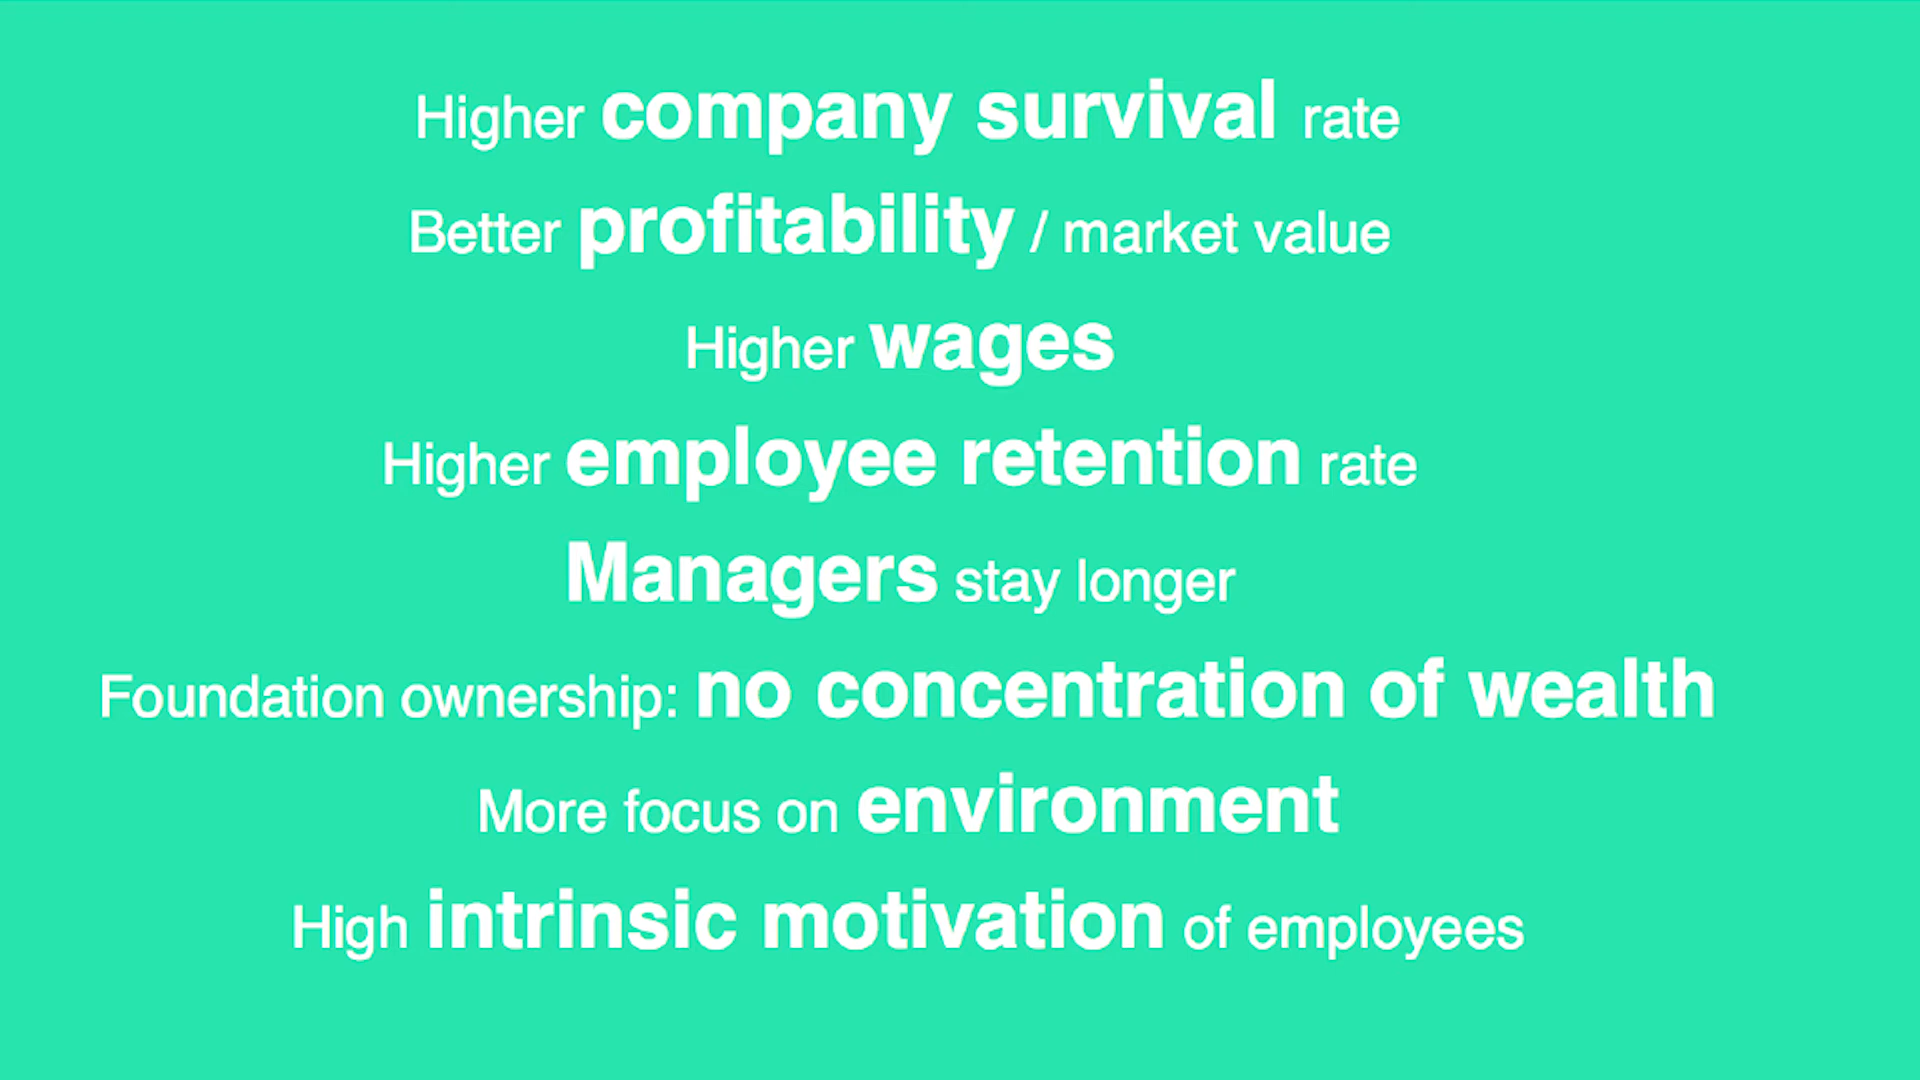 Higher company survival rate
Better profitability / market value
Higher wages
Higher employee retention rate
Managers stay longer
Foundation ownership: no concentration of wealth
More focus on environment
High intrinsic motivation of employees